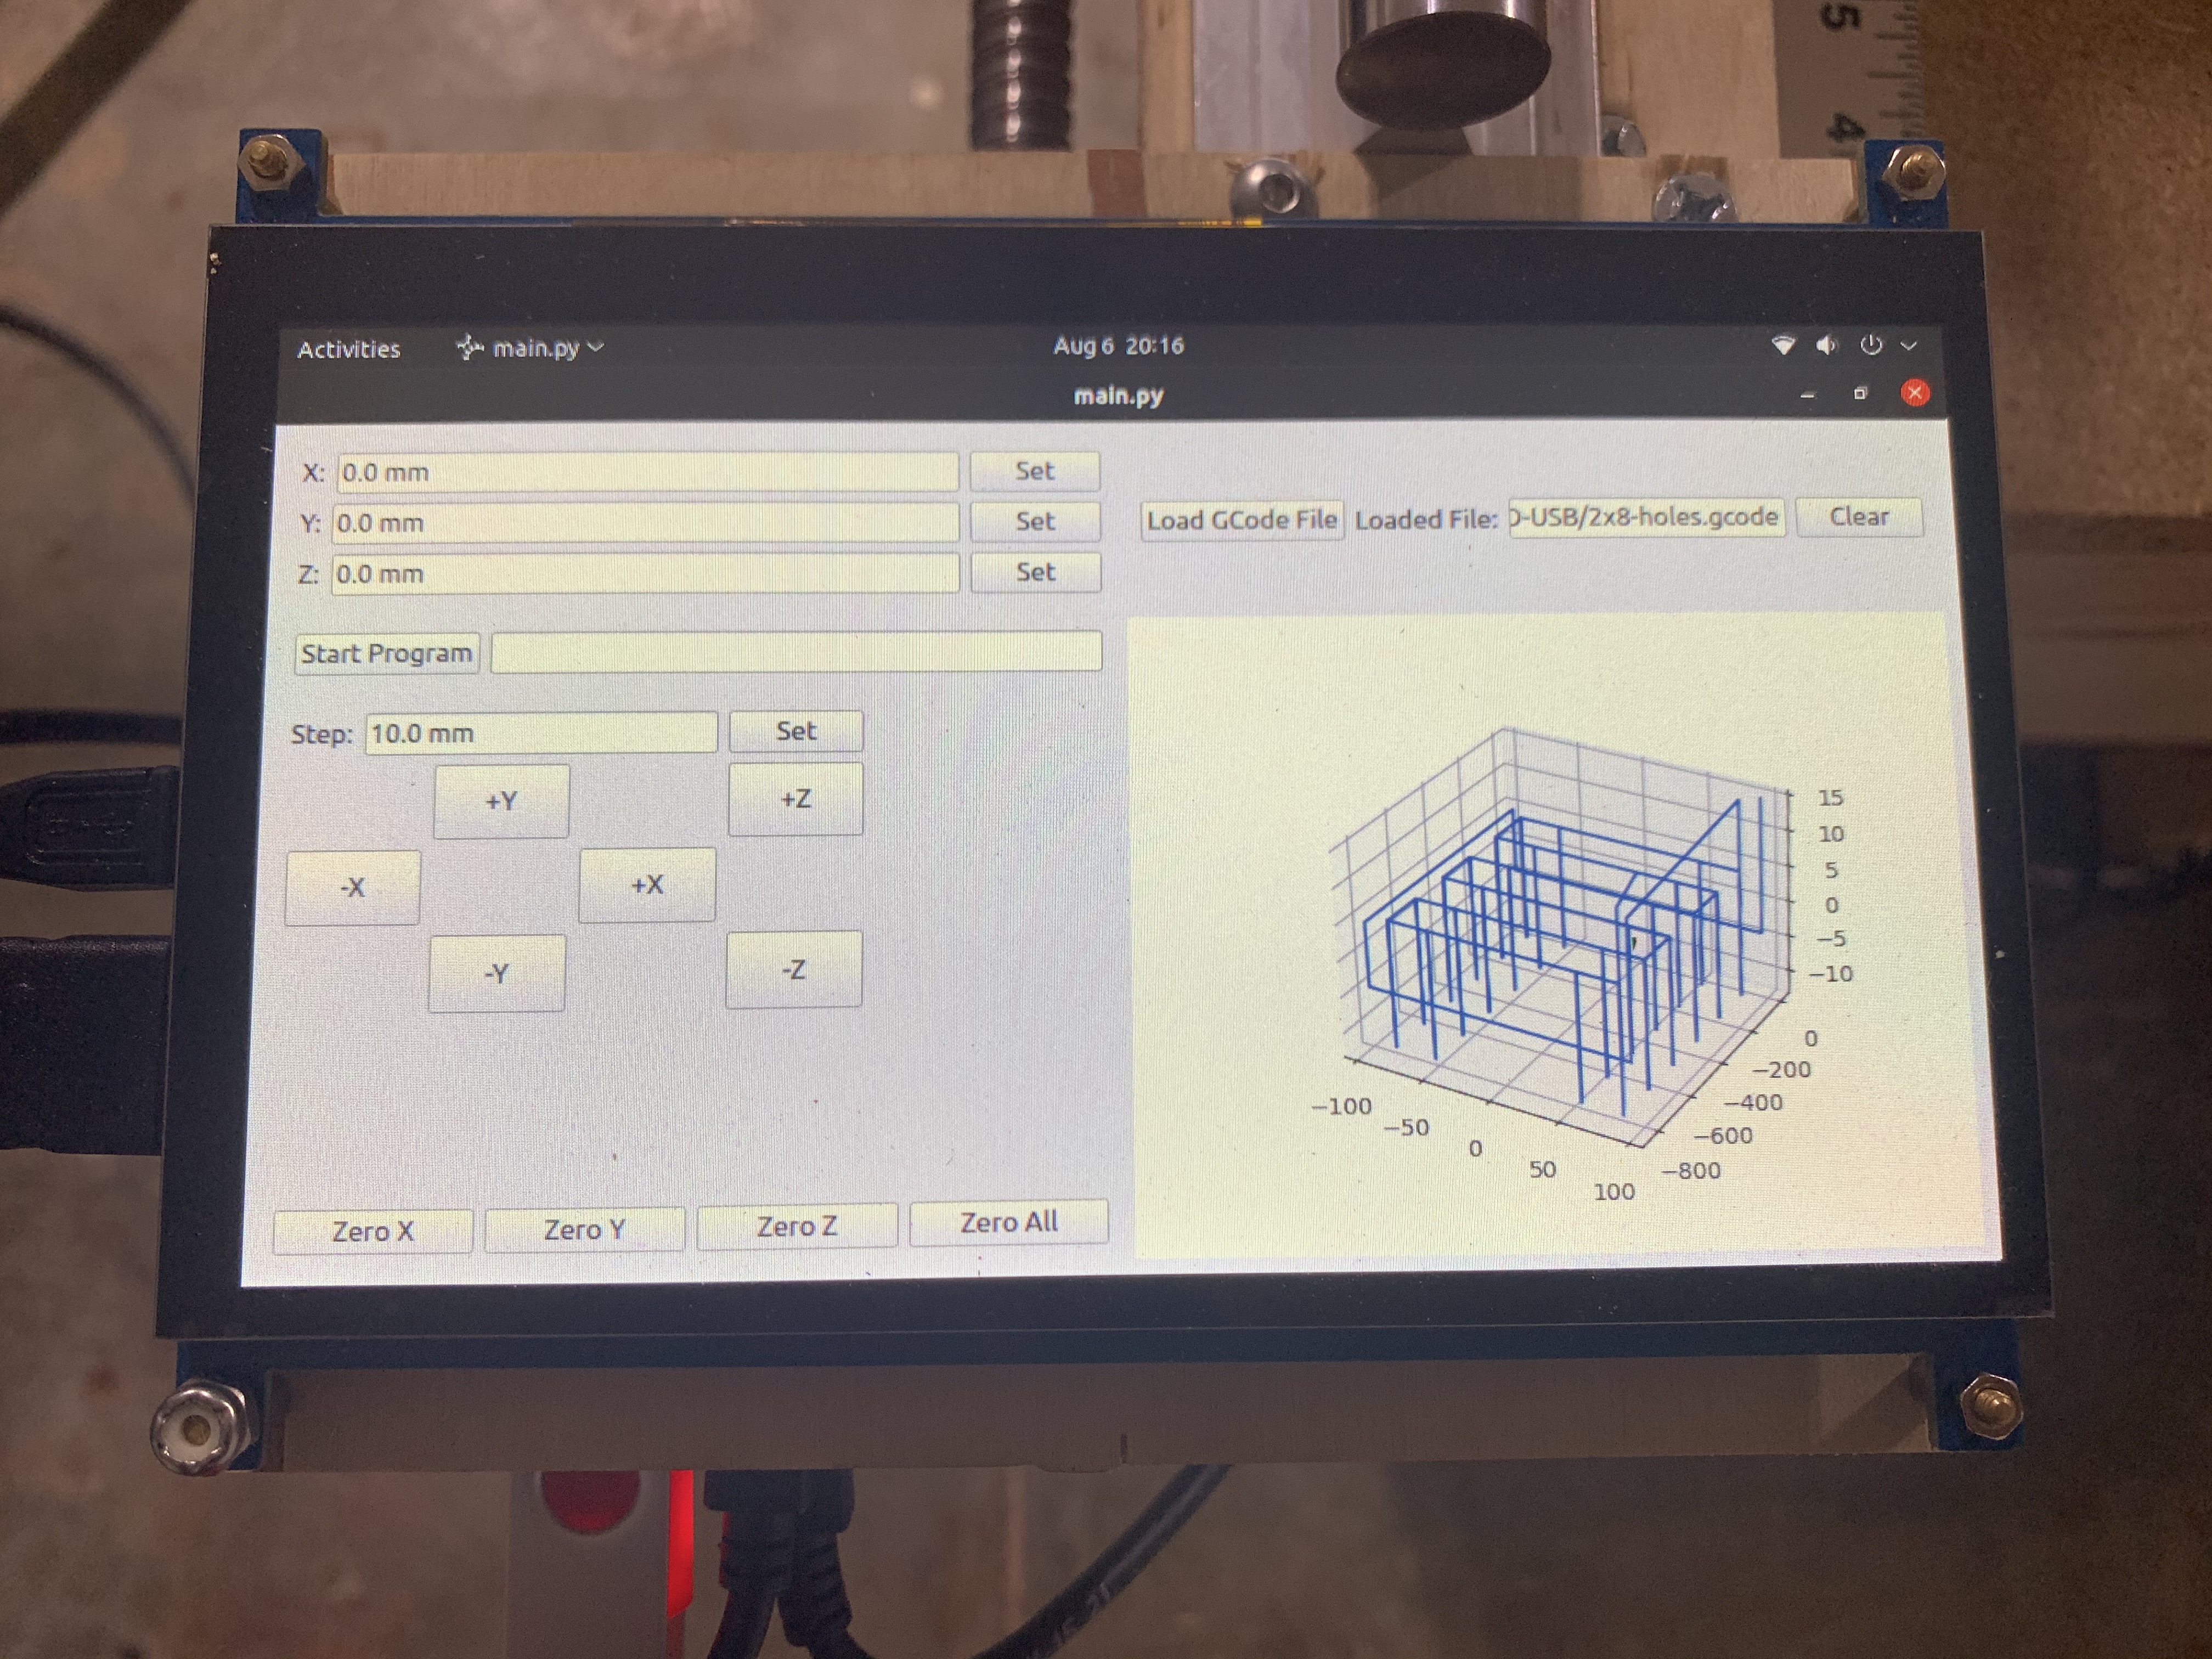 5
4
Activities main.py Aug 6 20:16
main.py
X: 0.0 mm Set
Y: 0.0 mm Set
Z: 0.0 mm Set
Load GCode File Loaded File: D-USB/2x8-holes.gcode Clear
Start Program
Step: 10.0 mm Set
+Y +Z
-X +X
-Y -Z
15
10
5
0
−5
−10
0
−200
−400
−600
−800
−100
−50
0
50
100
Zero X Zero Y Zero Z Zero All